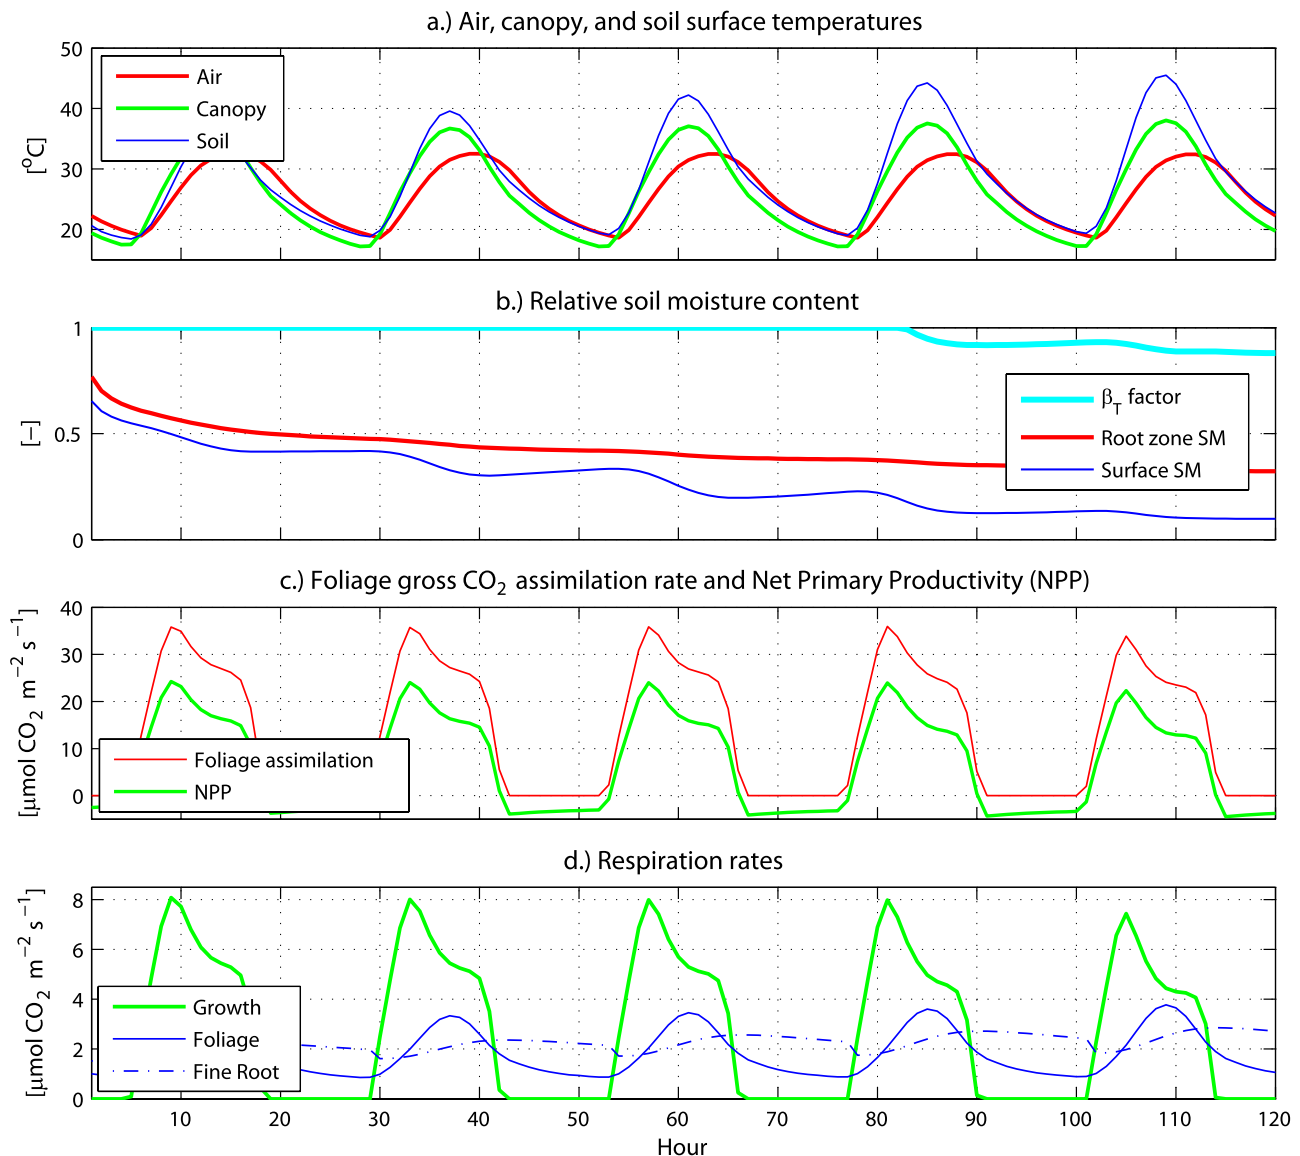 a.) Air, canopy, and soil surface temperatures
[°C]
50
40
30
20
Air
Canopy
Soil
b.) Relative soil moisture content
[−]
1
0.5
0
βT factor
Root zone SM
Surface SM
c.) Foliage gross CO2 assimilation rate and Net Primary Productivity (NPP)
[μmol CO2 m−2 s−1]
40
30
20
10
0
Foliage assimilation
NPP
d.) Respiration rates
[μmol CO2 m−2 s−1]
8
6
4
2
0
Growth
Foliage
Fine Root
10 20 30 40 50 60 70 80 90 100 110 120
Hour